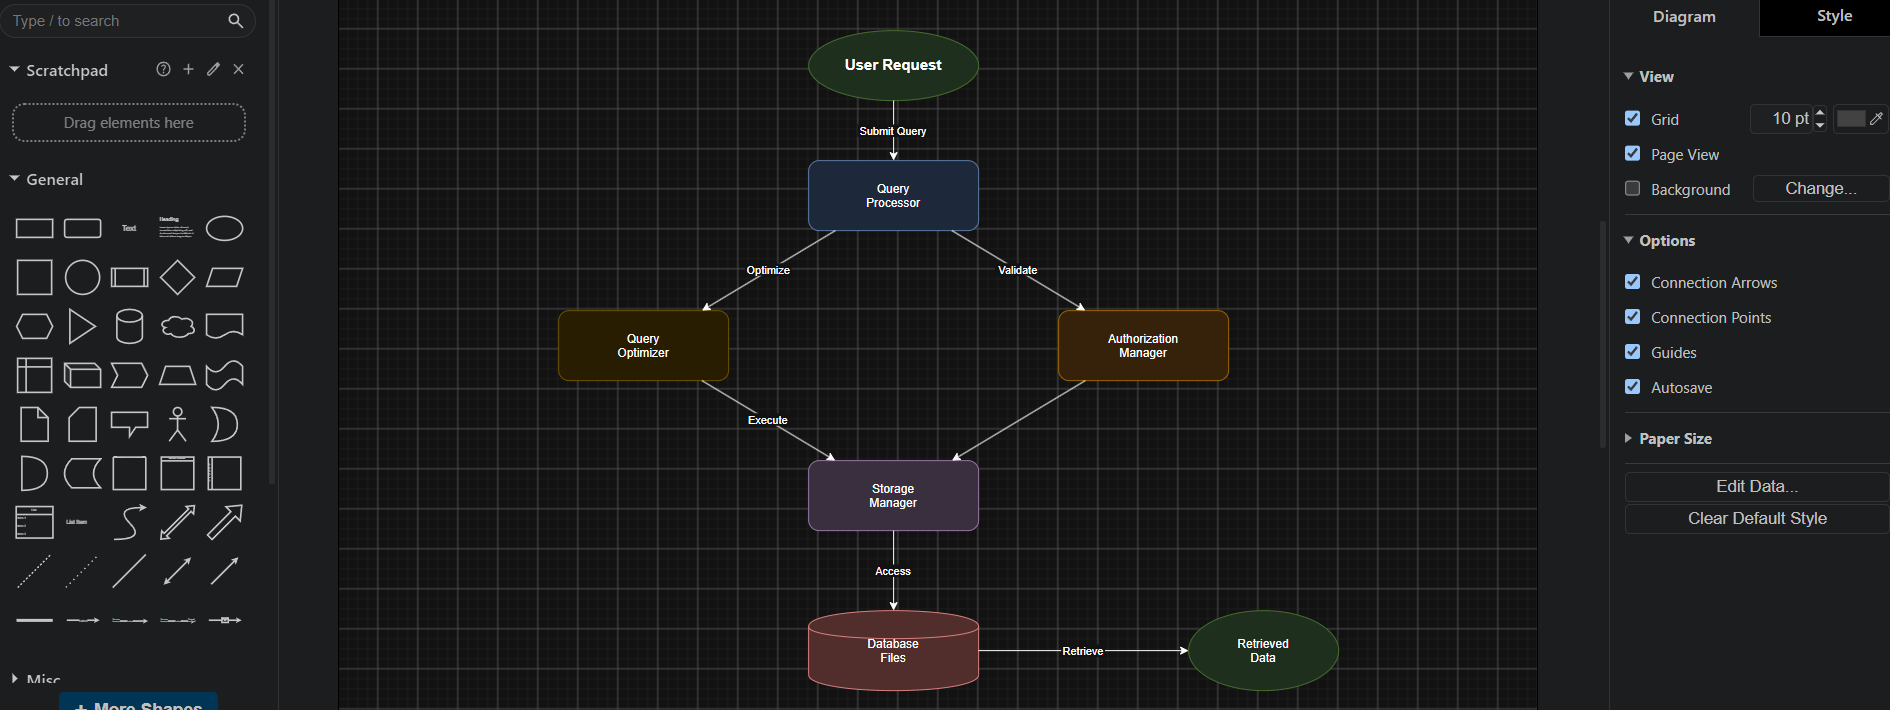 Type / to search
Scratchpad
Drag elements here
General
Text
Heading
List Item
Misc
+ More Shapes
User Request
Submit Query
Query
Processor
Optimize
Validate
Query
Optimizer
Authorization
Manager
Execute
Storage
Manager
Access
Database
Files
Retrieve
Retrieved
Data
Diagram
Style
View
Grid
10 pt
Page View
Background
Change...
Options
Connection Arrows
Connection Points
Guides
Autosave
Paper Size
Edit Data...
Clear Default Style